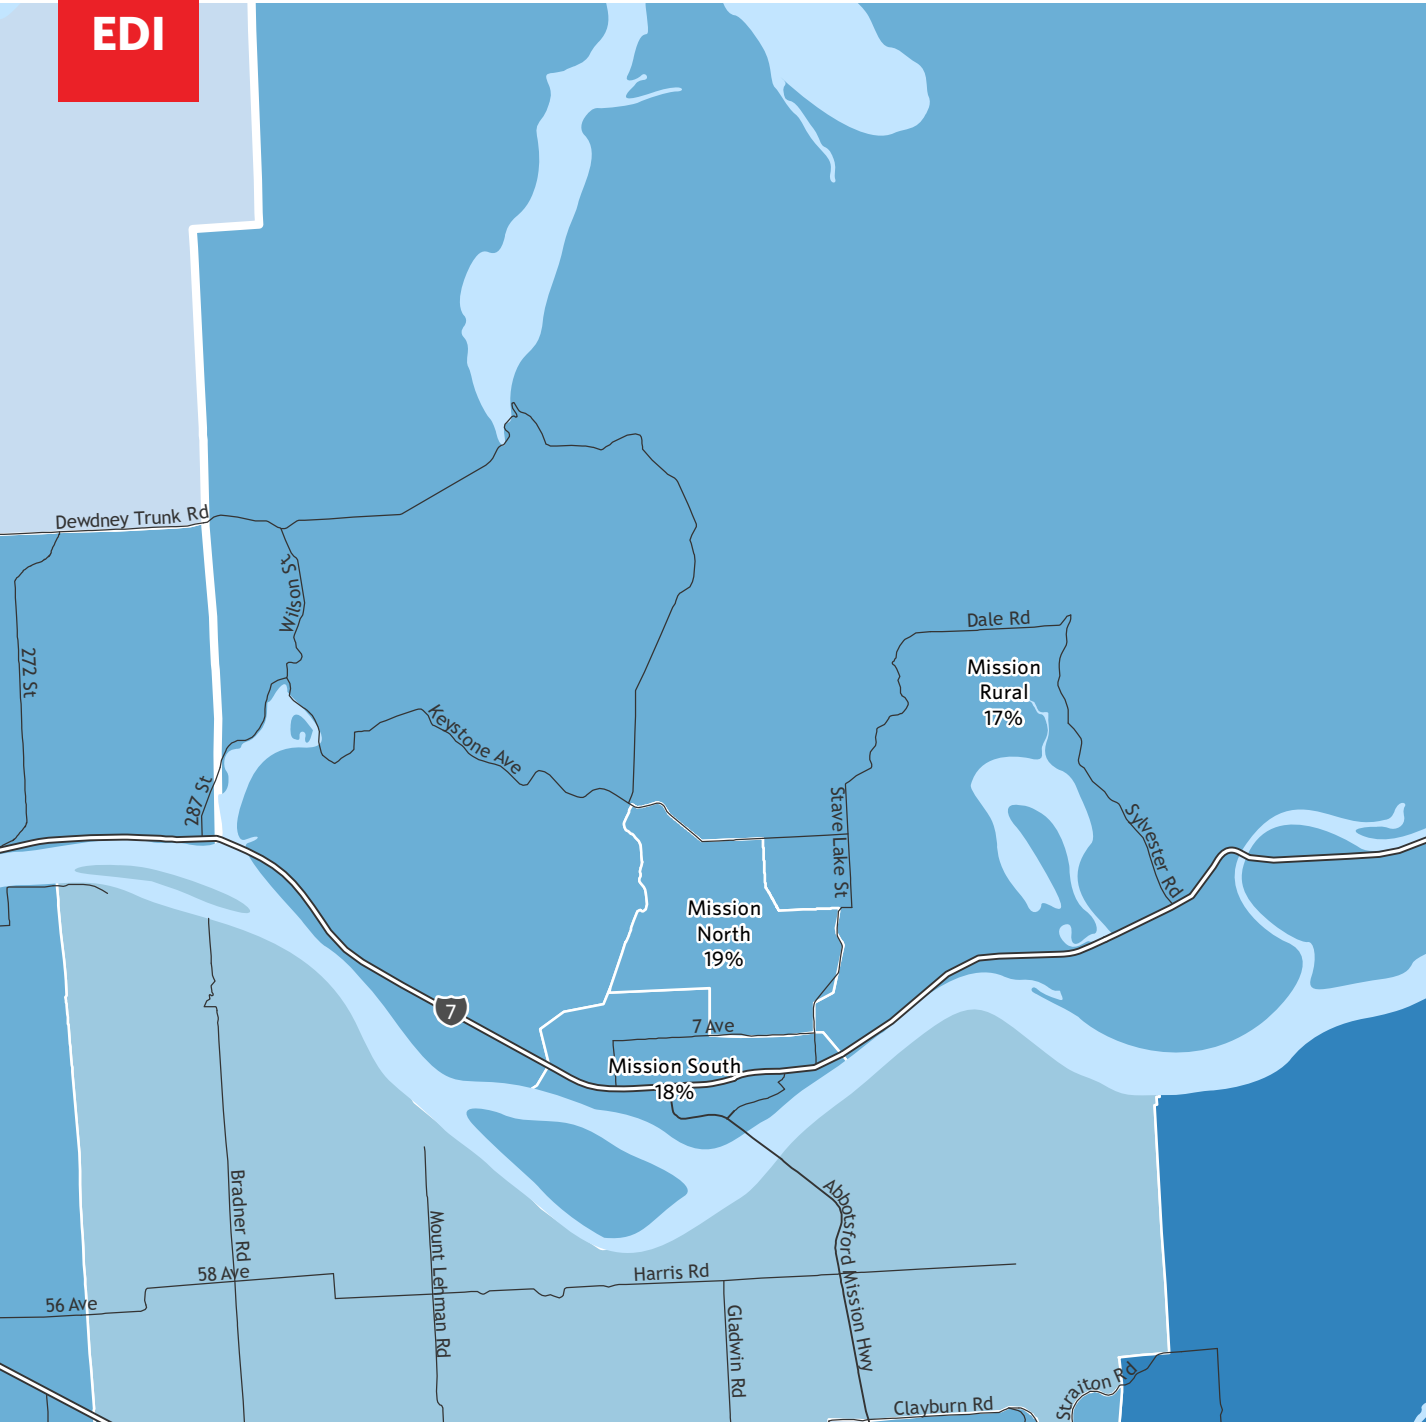 EDI
Dewdney Trunk Rd
Wilson St
272 St
Dale Rd
Mission
Rural
17%
Keystone Ave
287 St
Stave Lake St
Sylvester Rd
Mission
North
19%
7
7 Ave
Mission South
18%
Bradner Rd
Mount Lehman Rd
Abbotsford Mission Hwy
58 Ave
Harris Rd
56 Ave
Gladwin Rd
Straiton Rd
Clayburn Rd